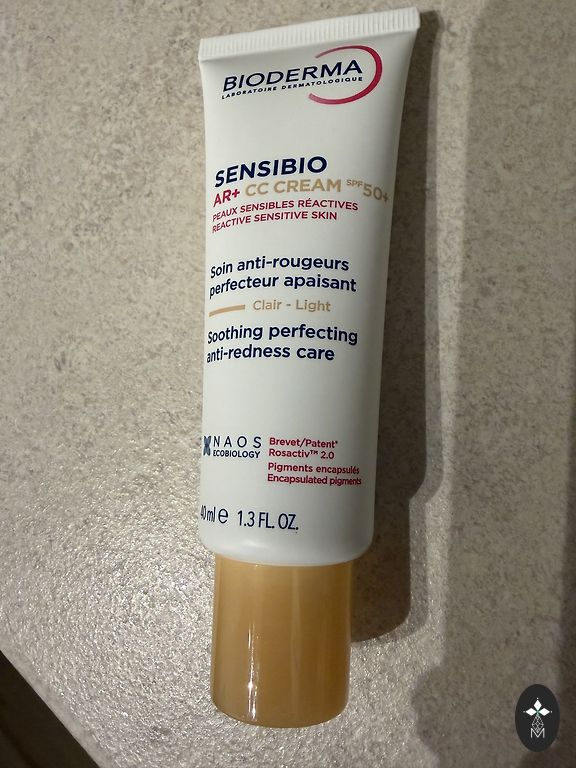 BIODERMA
LABORATOIRE DERMATOLOGIQUE
SENSIBIO
AR+ CC CREAM SPF 50+
PEAUX SENSIBLES RÉACTIVES
REACTIVE SENSITIVE SKIN
Soin anti-rougeurs
perfecteur apaisant
Clair - Light
Soothing perfecting
anti-redness care
NAOS
ECOBIOLOGY
Brevet/Patent*
Rosactiv™ 2.0
Pigments encapsulés
Encapsulated pigments
40 ml e 1.3 FL. OZ.
M